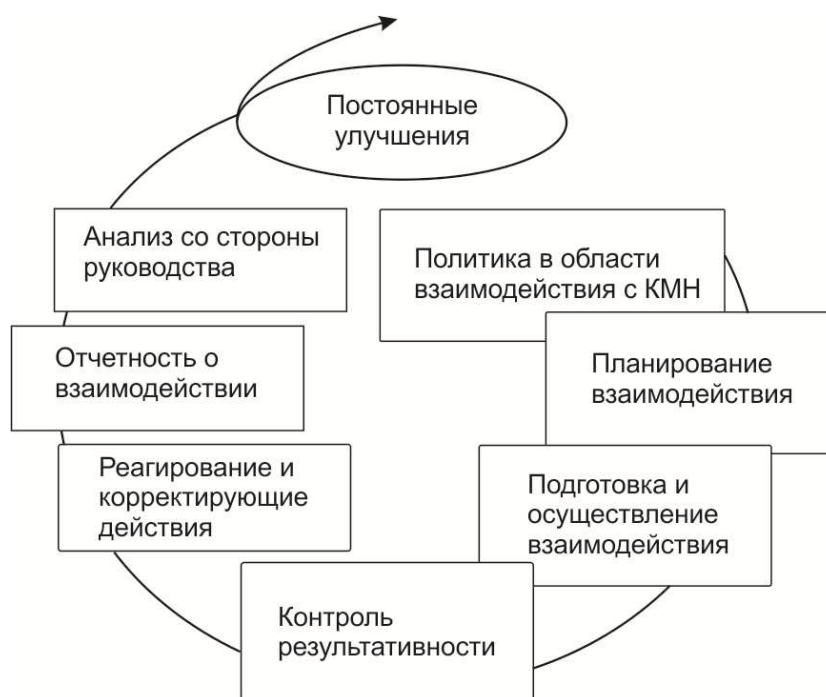 Постоянные
улучшения
Политика в области
взаимодействия с КМН
Планирование
взаимодействия
Подготовка и
осуществление
взаимодействия
Контроль
результативности
Реагирование и
корректирующие
действия
Отчетность о
взаимодействии
Анализ со стороны
руководства